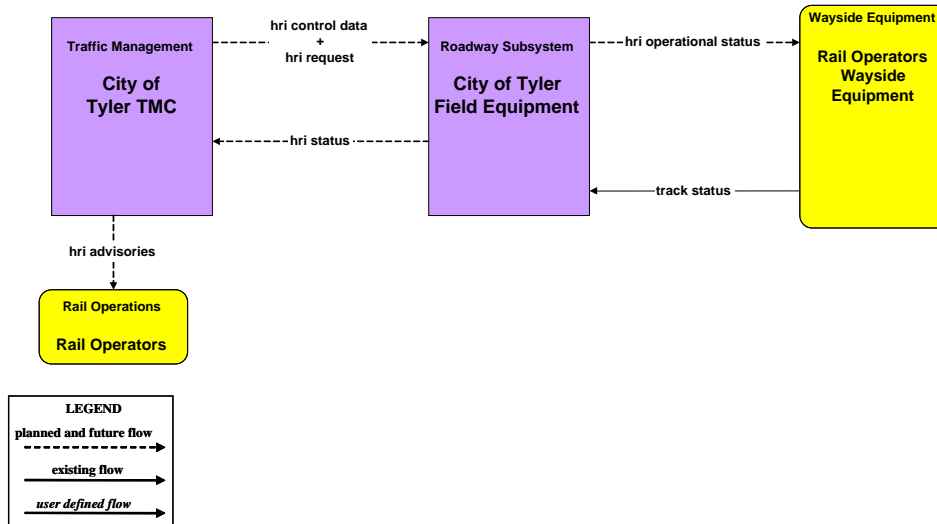 Traffic Management
City of
Tyler TMC
hri control data
+
hri request
Roadway Subsystem
City of Tyler
Field Equipment
hri operational status
Wayside Equipment
Rail Operators
Wayside
Equipment
hri status
track status
hri advisories
Rail Operations
Rail Operators
LEGEND
planned and future flow
existing flow
user defined flow